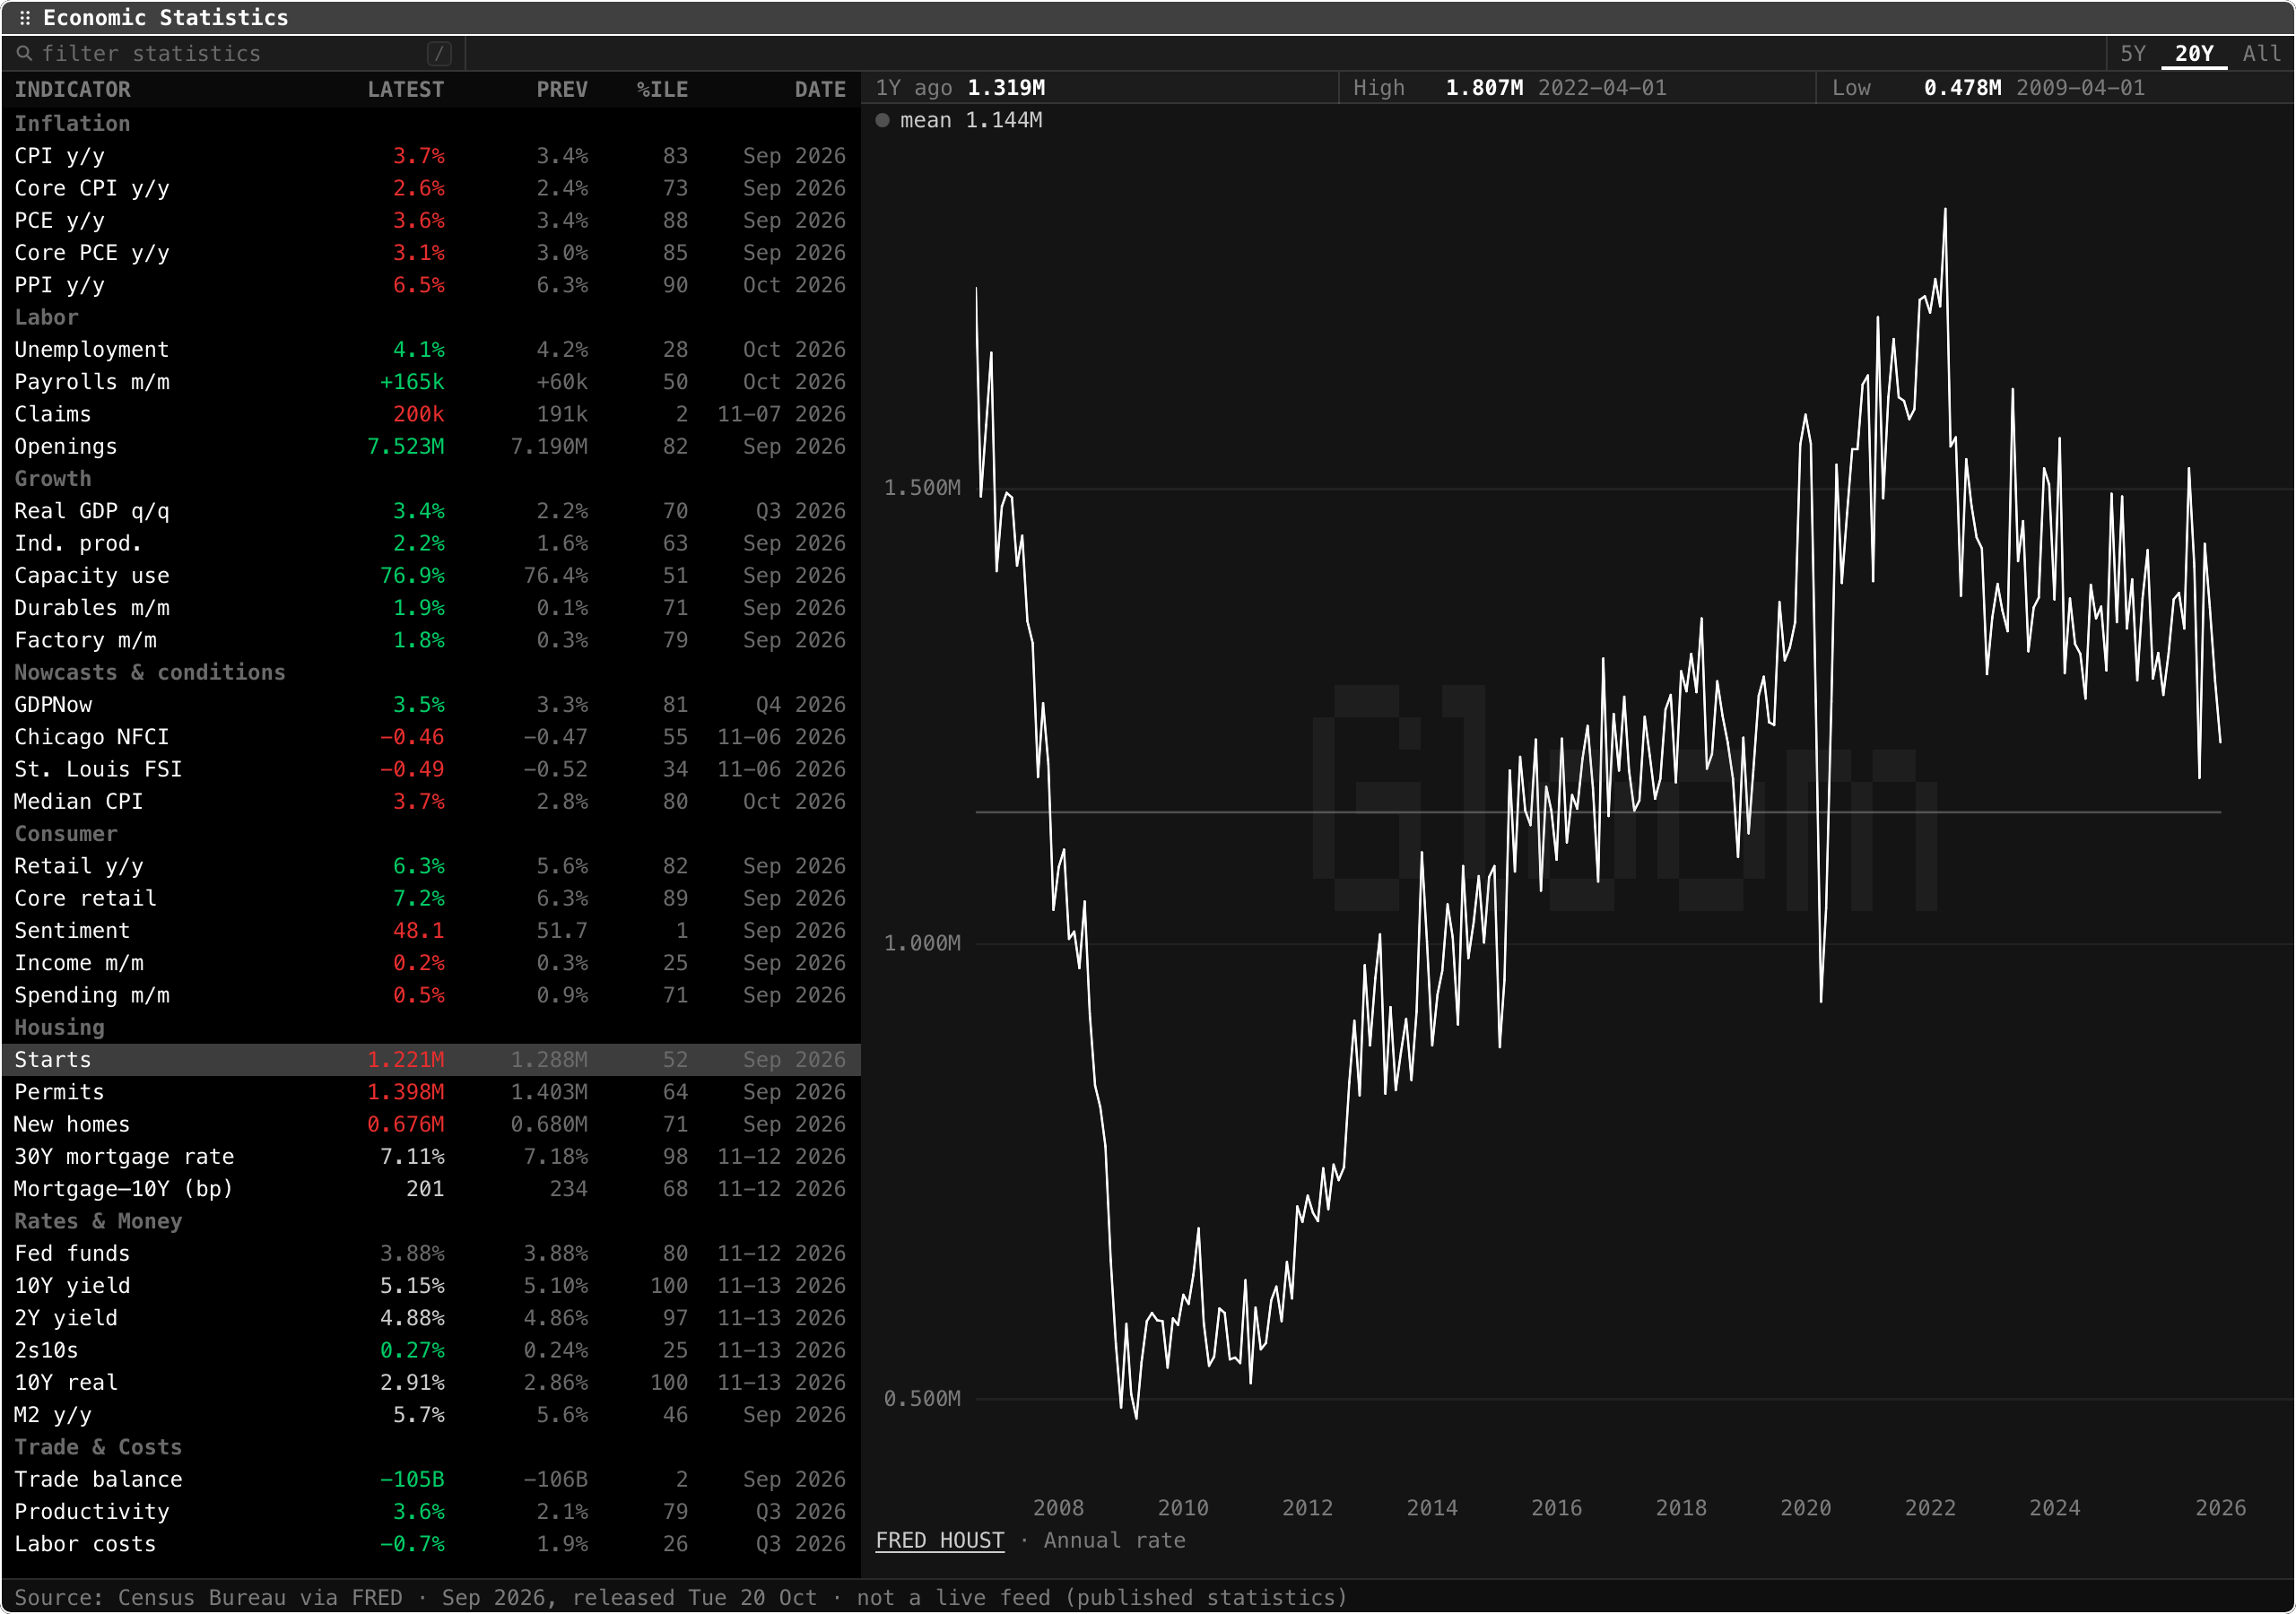 Economic Statistics
filter statistics /
5Y 20Y All
INDICATOR LATEST PREV %ILE DATE
1Y ago 1.319M High 1.807M 2022-04-01 Low 0.478M 2009-04-01
mean 1.144M
Inflation
CPI y/y 3.7% 3.4% 83 Sep 2026
Core CPI y/y 2.6% 2.4% 73 Sep 2026
PCE y/y 3.6% 3.4% 88 Sep 2026
Core PCE y/y 3.1% 3.0% 85 Sep 2026
PPI y/y 6.5% 6.3% 90 Oct 2026
Labor
Unemployment 4.1% 4.2% 28 Oct 2026
Payrolls m/m +165k +60k 50 Oct 2026
Claims 200k 191k 2 11-07 2026
Openings 7.523M 7.190M 82 Sep 2026
Growth
Real GDP q/q 3.4% 2.2% 70 Q3 2026
Ind. prod. 2.2% 1.6% 63 Sep 2026
Capacity use 76.9% 76.4% 51 Sep 2026
Durables m/m 1.9% 0.1% 71 Sep 2026
Factory m/m 1.8% 0.3% 79 Sep 2026
Nowcasts & conditions
GDPNow 3.5% 3.3% 81 Q4 2026
Chicago NFCI −0.46 −0.47 55 11-06 2026
St. Louis FSI −0.49 −0.52 34 11-06 2026
Median CPI 3.7% 2.8% 80 Oct 2026
Consumer
Retail y/y 6.3% 5.6% 82 Sep 2026
Core retail 7.2% 6.3% 89 Sep 2026
Sentiment 48.1 51.7 1 Sep 2026
Income m/m 0.2% 0.3% 25 Sep 2026
Spending m/m 0.5% 0.9% 71 Sep 2026
Housing
Starts 1.221M 1.288M 52 Sep 2026
Permits 1.398M 1.403M 64 Sep 2026
New homes 0.676M 0.680M 71 Sep 2026
30Y mortgage rate 7.11% 7.18% 98 11-12 2026
Mortgage−10Y (bp) 201 234 68 11-12 2026
Rates & Money
Fed funds 3.88% 3.88% 80 11-12 2026
10Y yield 5.15% 5.10% 100 11-13 2026
2Y yield 4.88% 4.86% 97 11-13 2026
2s10s 0.27% 0.24% 25 11-13 2026
10Y real 2.91% 2.86% 100 11-13 2026
M2 y/y 5.7% 5.6% 46 Sep 2026
Trade & Costs
Trade balance −105B −106B 2 Sep 2026
Productivity 3.6% 2.1% 79 Q3 2026
Labor costs −0.7% 1.9% 26 Q3 2026
1.500M
1.000M
0.500M
Gloom
2008 2010 2012 2014 2016 2018 2020 2022 2024 2026
FRED HOUST · Annual rate
Source: Census Bureau via FRED · Sep 2026, released Tue 20 Oct · not a live feed (published statistics)